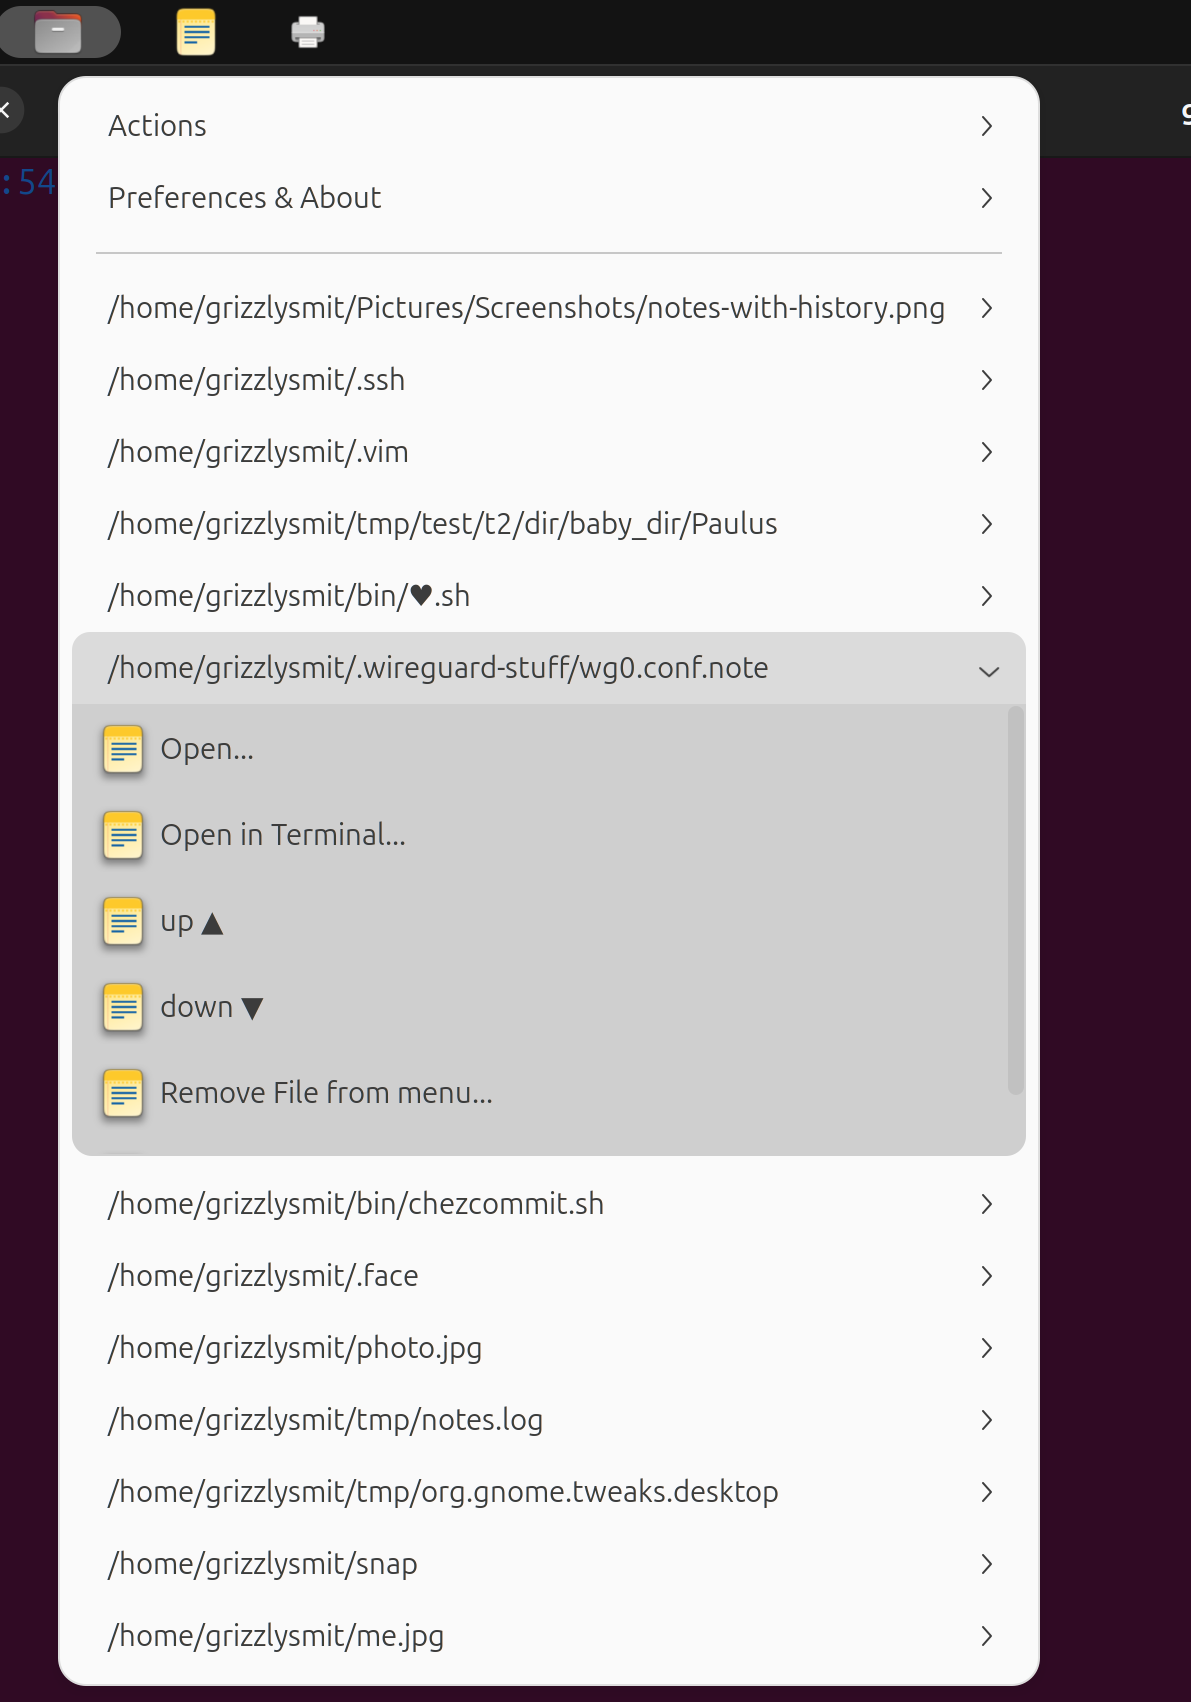 :54
Actions
Preferences & About
/home/grizzlysmit/Pictures/Screenshots/notes-with-history.png
/home/grizzlysmit/.ssh
/home/grizzlysmit/.vim
/home/grizzlysmit/tmp/test/t2/dir/baby_dir/Paulus
/home/grizzlysmit/bin/♥.sh
/home/grizzlysmit/.wireguard-stuff/wg0.conf.note
Open...
Open in Terminal...
up ▲
down ▼
Remove File from menu...
/home/grizzlysmit/bin/chezcommit.sh
/home/grizzlysmit/.face
/home/grizzlysmit/photo.jpg
/home/grizzlysmit/tmp/notes.log
/home/grizzlysmit/tmp/org.gnome.tweaks.desktop
/home/grizzlysmit/snap
/home/grizzlysmit/me.jpg